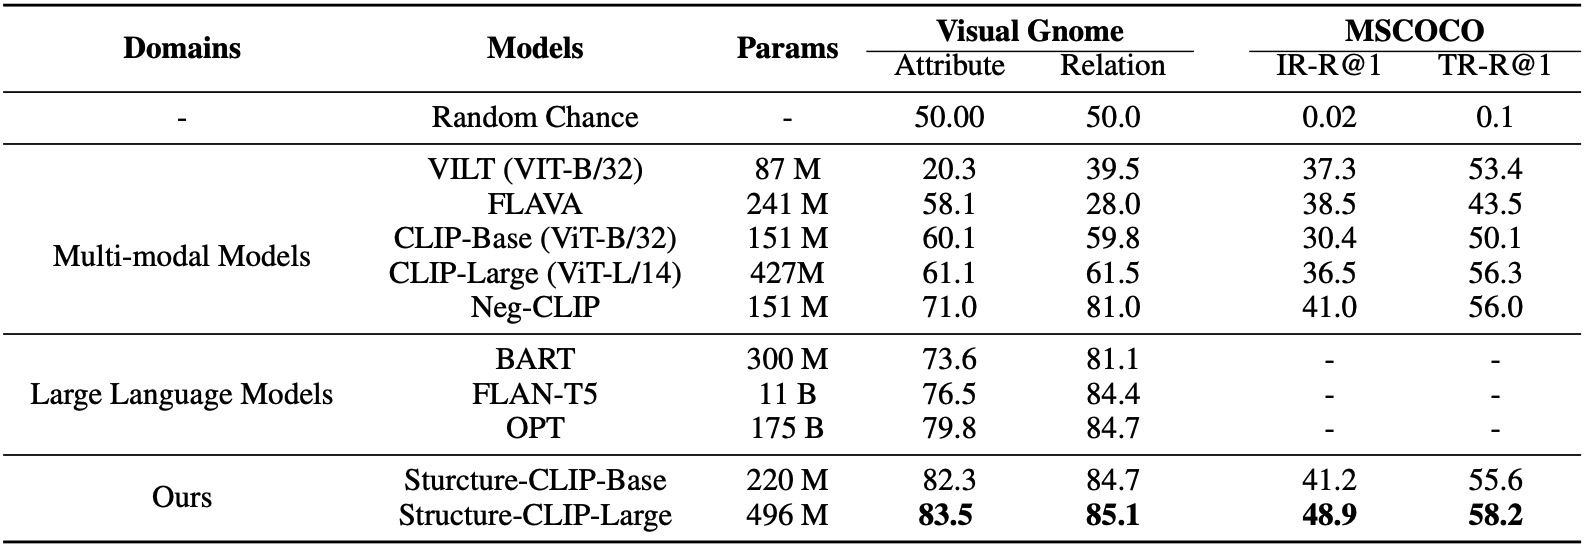 Domains Models Params Visual Gnome MSCOCO
Attribute Relation IR-R@1 TR-R@1
- Random Chance - 50.00 50.0 0.02 0.1
Multi-modal Models
VILT (VIT-B/32) 87 M 20.3 39.5 37.3 53.4
FLAVA 241 M 58.1 28.0 38.5 43.5
CLIP-Base (ViT-B/32) 151 M 60.1 59.8 30.4 50.1
CLIP-Large (ViT-L/14) 427M 61.1 61.5 36.5 56.3
Neg-CLIP 151 M 71.0 81.0 41.0 56.0
Large Language Models
BART 300 M 73.6 81.1 - -
FLAN-T5 11 B 76.5 84.4 - -
OPT 175 B 79.8 84.7 - -
Ours
Sturcture-CLIP-Base 220 M 82.3 84.7 41.2 55.6
Structure-CLIP-Large 496 M 83.5 85.1 48.9 58.2